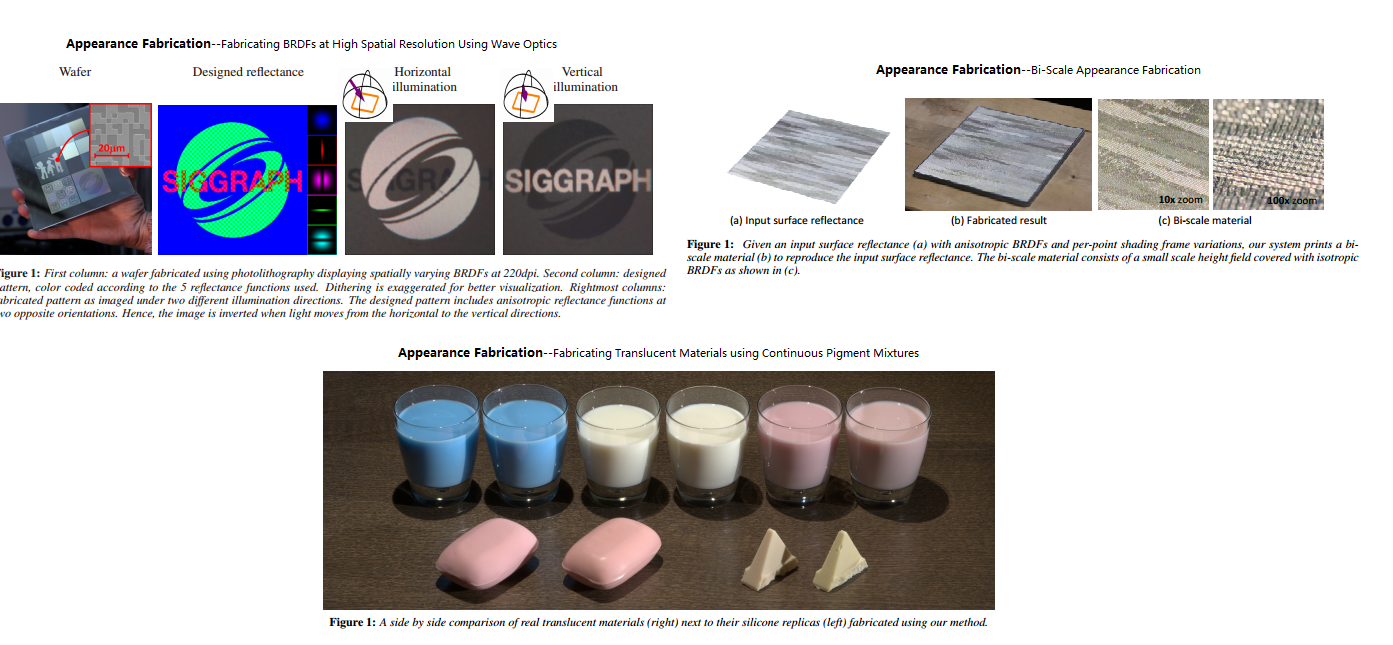 Appearance Fabrication--Fabricating BRDFs at High Spatial Resolution Using Wave Optics
Wafer
Designed reflectance
Horizontal
illumination
Vertical
illumination
20μm
SIGGRAPH
SIGGRAPH
SIGGRAPH
igure 1: First column: a wafer fabricated using photolithography displaying spatially varying BRDFs at 220dpi. Second column: designed
attern, color coded according to the 5 reflectance functions used. Dithering is exaggerated for better visualization. Rightmost columns:
abricated pattern as imaged under two different illumination directions. The designed pattern includes anisotropic reflectance functions at
wo opposite orientations. Hence, the image is inverted when light moves from the horizontal to the vertical directions.
Appearance Fabrication--Bi-Scale Appearance Fabrication
10x zoom
100x zoom
(a) Input surface reflectance
(b) Fabricated result
(c) Bi-scale material
Figure 1: Given an input surface reflectance (a) with anisotropic BRDFs and per-point shading frame variations, our system prints a bi-
scale material (b) to reproduce the input surface reflectance. The bi-scale material consists of a small scale height field covered with isotropic
BRDFs as shown in (c).
Appearance Fabrication--Fabricating Translucent Materials using Continuous Pigment Mixtures
Figure 1: A side by side comparison of real translucent materials (right) next to their silicone replicas (left) fabricated using our method.